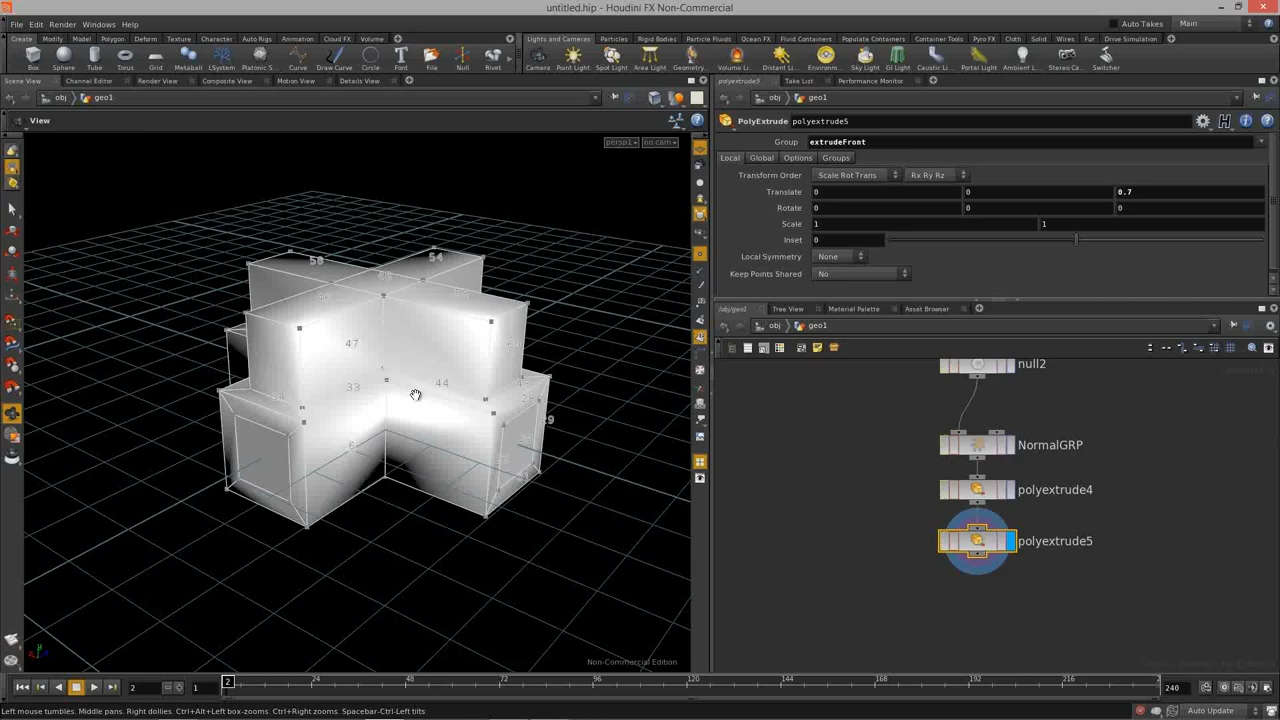 untitled.hip - Houdini FX Non-Commercial
File Edit Render Windows Help
Auto Takes Main
Create Modify Model Polygon Deform Texture Character Auto Rigs Animation Cloud FX Volume
Lights and Cameras Particles Rigid Bodies Particle Fluids Ocean FX Fluid Containers Populate Containers Container Tools Pyro FX Cloth Solid Wires Fur Drive Simulation
Box Sphere Tube Torus Grid Metaball LSystem Platonic S... Curve Draw Curve Circle Font File Null Rivet
Camera Point Light Spot Light Area Light Geometry... Volume Li... Distant Li... Environm... Sky Light GI Light Caustic Li... Portal Light Ambient L... Stereo Ca... Switcher
Scene View Channel Editor Render View Composite View Motion View Details View
polyextrude5 Take List Performance Monitor
obj geo1
obj geo1
View
PolyExtrude polyextrude5
persp1 no cam
Group extrudeFront
Local Global Options Groups
Transform Order Scale Rot Trans Rx Ry Rz
Translate 0 0 0.7
Rotate 0 0 0
Scale 1 1
Inset 0
Local Symmetry None
Keep Points Shared No
/obj/geo1 Tree View Material Palette Asset Browser
obj geo1
54
47
33 44
6
null2
NormalGRP
polyextrude4
polyextrude5
Non-Commercial Edition
2 1 2 24 48 72 96 120 144 168 192 216 2 240
Left mouse tumbles. Middle pans. Right dollies. Ctrl+Alt+Left box-zooms. Ctrl+Right zooms. Spacebar-Ctrl-Left tilts.
Auto Update